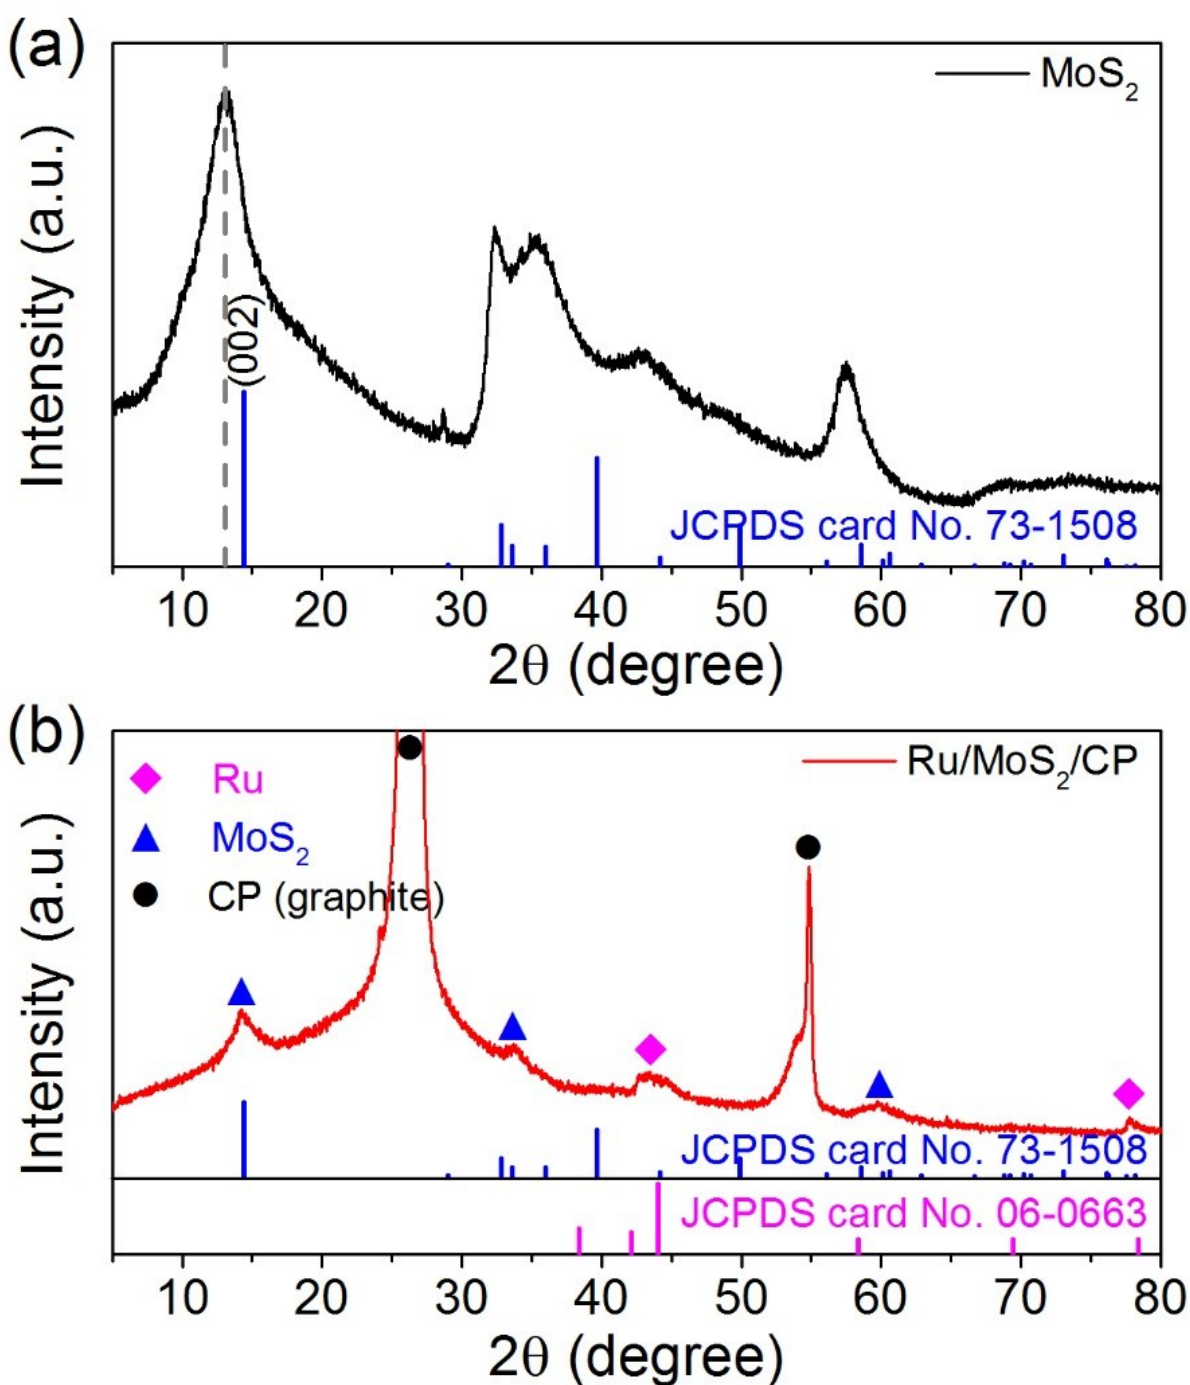 (a)
MoS₂
Intensity (a.u.)
(002)
JCPDS card No. 73-1508
10 20 30 40 50 60 70 80
2θ (degree)
(b)
Ru/MoS₂/CP
Ru
MoS₂
CP (graphite)
Intensity (a.u.)
JCPDS card No. 73-1508
JCPDS card No. 06-0663
10 20 30 40 50 60 70 80
2θ (degree)